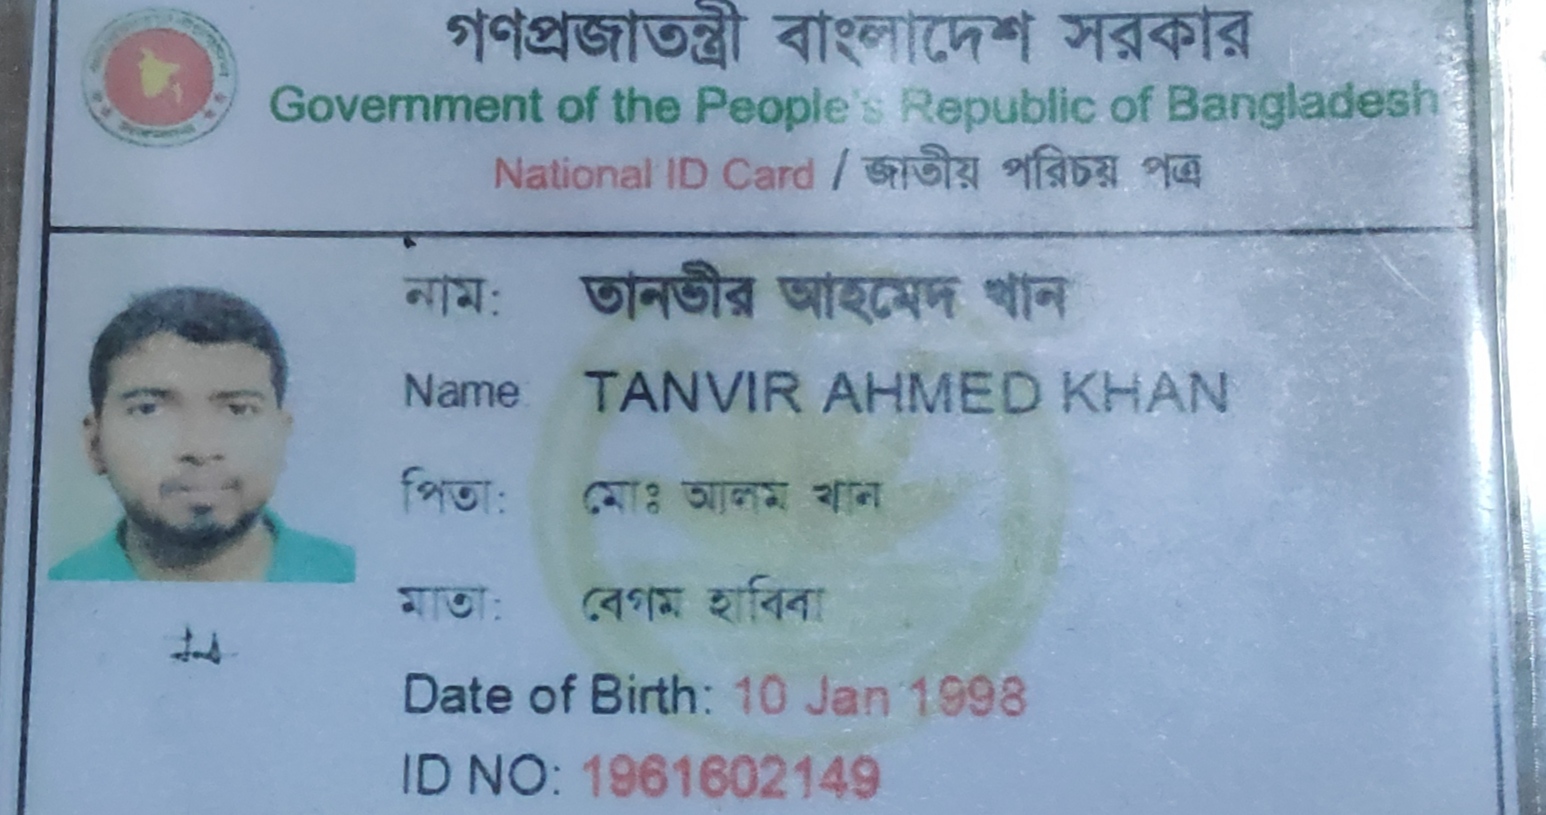 গণপ্রজাতন্ত্রী বাংলাদেশ সরকার
Government of the People's Republic of Bangladesh
National ID Card / জাতীয় পরিচয় পত্র
নাম: তানভীর আহমেদ খান
Name: TANVIR AHMED KHAN
পিতা: মোঃ আলম খান
মাতা: বেগম হাবিবা
Date of Birth: 10 Jan 1998
ID NO: 1961602149